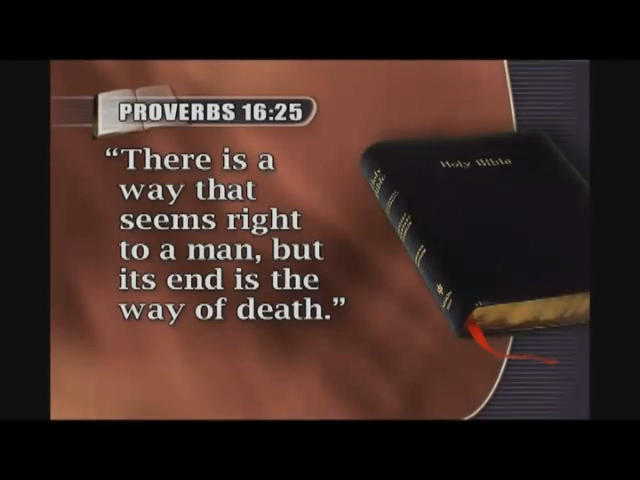 PROVERBS 16:25
“There is a
way that
seems right
to a man, but
its end is the
way of death.”
Holy Bible